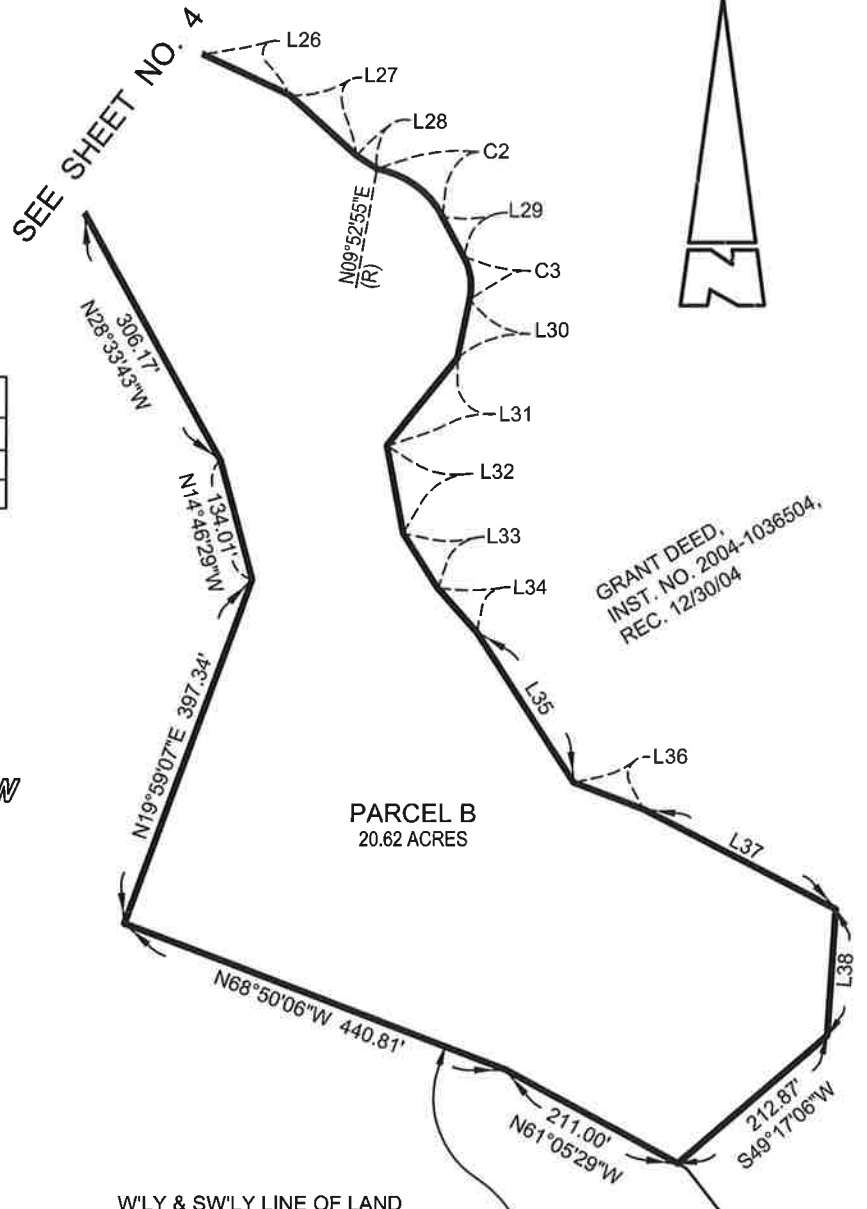 SEE SHEET NO. 4
L26
L27
L28
C2
N09°52'55"E
(R)
L29
C3
L30
L31
L32
L33
L34
306.17'
N28°33'43"W
134.01'
N14°46'29"W
GRANT DEED,
INST. NO. 2004-1036504,
REC. 12/30/04
L35
L36
N19°59'07"E 397.34'
W
PARCEL B
20.62 ACRES
L37
L38
N68°50'06"W 440.81'
211.00'
N61°05'29"W
212.87'
S49°17'06"W
W'LY & SW'LY LINE OF LAND
N